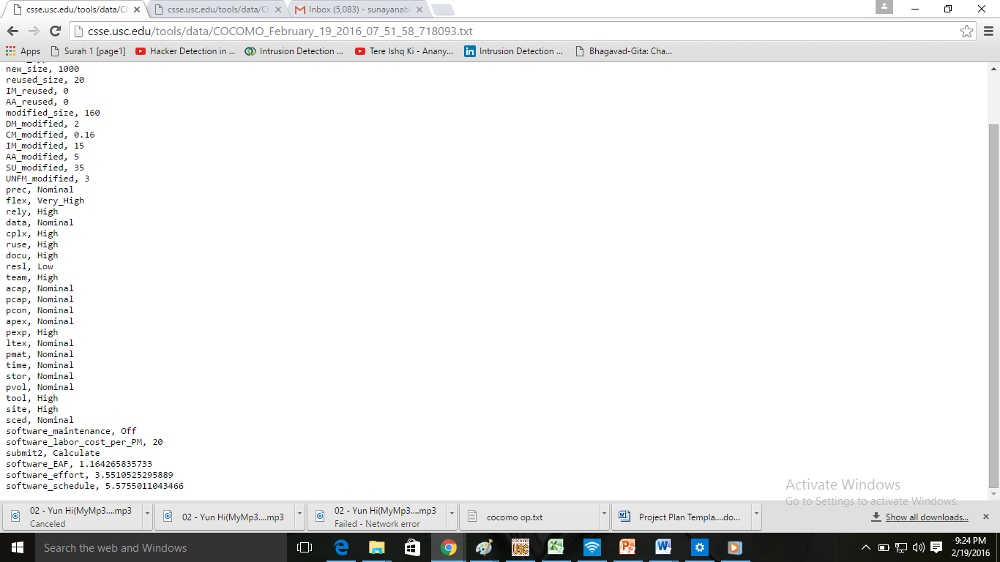 csse.usc.edu/tools/data/CC
csse.usc.edu/tools/data/CC
Inbox (5,083) - sunayanab
csse.usc.edu/tools/data/COCOMO_February_19_2016_07_51_58_718093.txt
Apps
Surah 1 [page1]
Hacker Detection in ...
Intrusion Detection ...
Tere Ishq Ki - Anany...
Intrusion Detection ...
Bhagavad-Gita: Cha...
new_size, 1000
reused_size, 20
IM_reused, 0
AA_reused, 0
modified_size, 160
DM_modified, 2
CM_modified, 0.16
IM_modified, 15
AA_modified, 5
SU_modified, 35
UNFM_modified, 3
prec, Nominal
flex, Very_High
rely, High
data, Nominal
cplx, High
ruse, High
docu, High
resl, Low
team, High
acap, Nominal
pcap, Nominal
pcon, Nominal
apex, Nominal
pexp, High
ltex, Nominal
pmat, Nominal
time, Nominal
stor, Nominal
pvol, Nominal
tool, High
site, High
sced, Nominal
software_maintenance, Off
software_labor_cost_per_PM, 20
submit2, Calculate
software_EAF, 1.164265835733
software_effort, 3.5510525295889
software_schedule, 5.5755011043466
Activate Windows
Go to Settings to activate Windows.
02 - Yun Hi(MyMp3....mp3
Canceled
02 - Yun Hi(MyMp3....mp3
02 - Yun Hi(MyMp3....mp3
Failed - Network error
cocomo op.txt
Project Plan Templa....do...
Show all downloads...
Search the web and Windows
COCOMO
USC
9:24 PM
2/19/2016